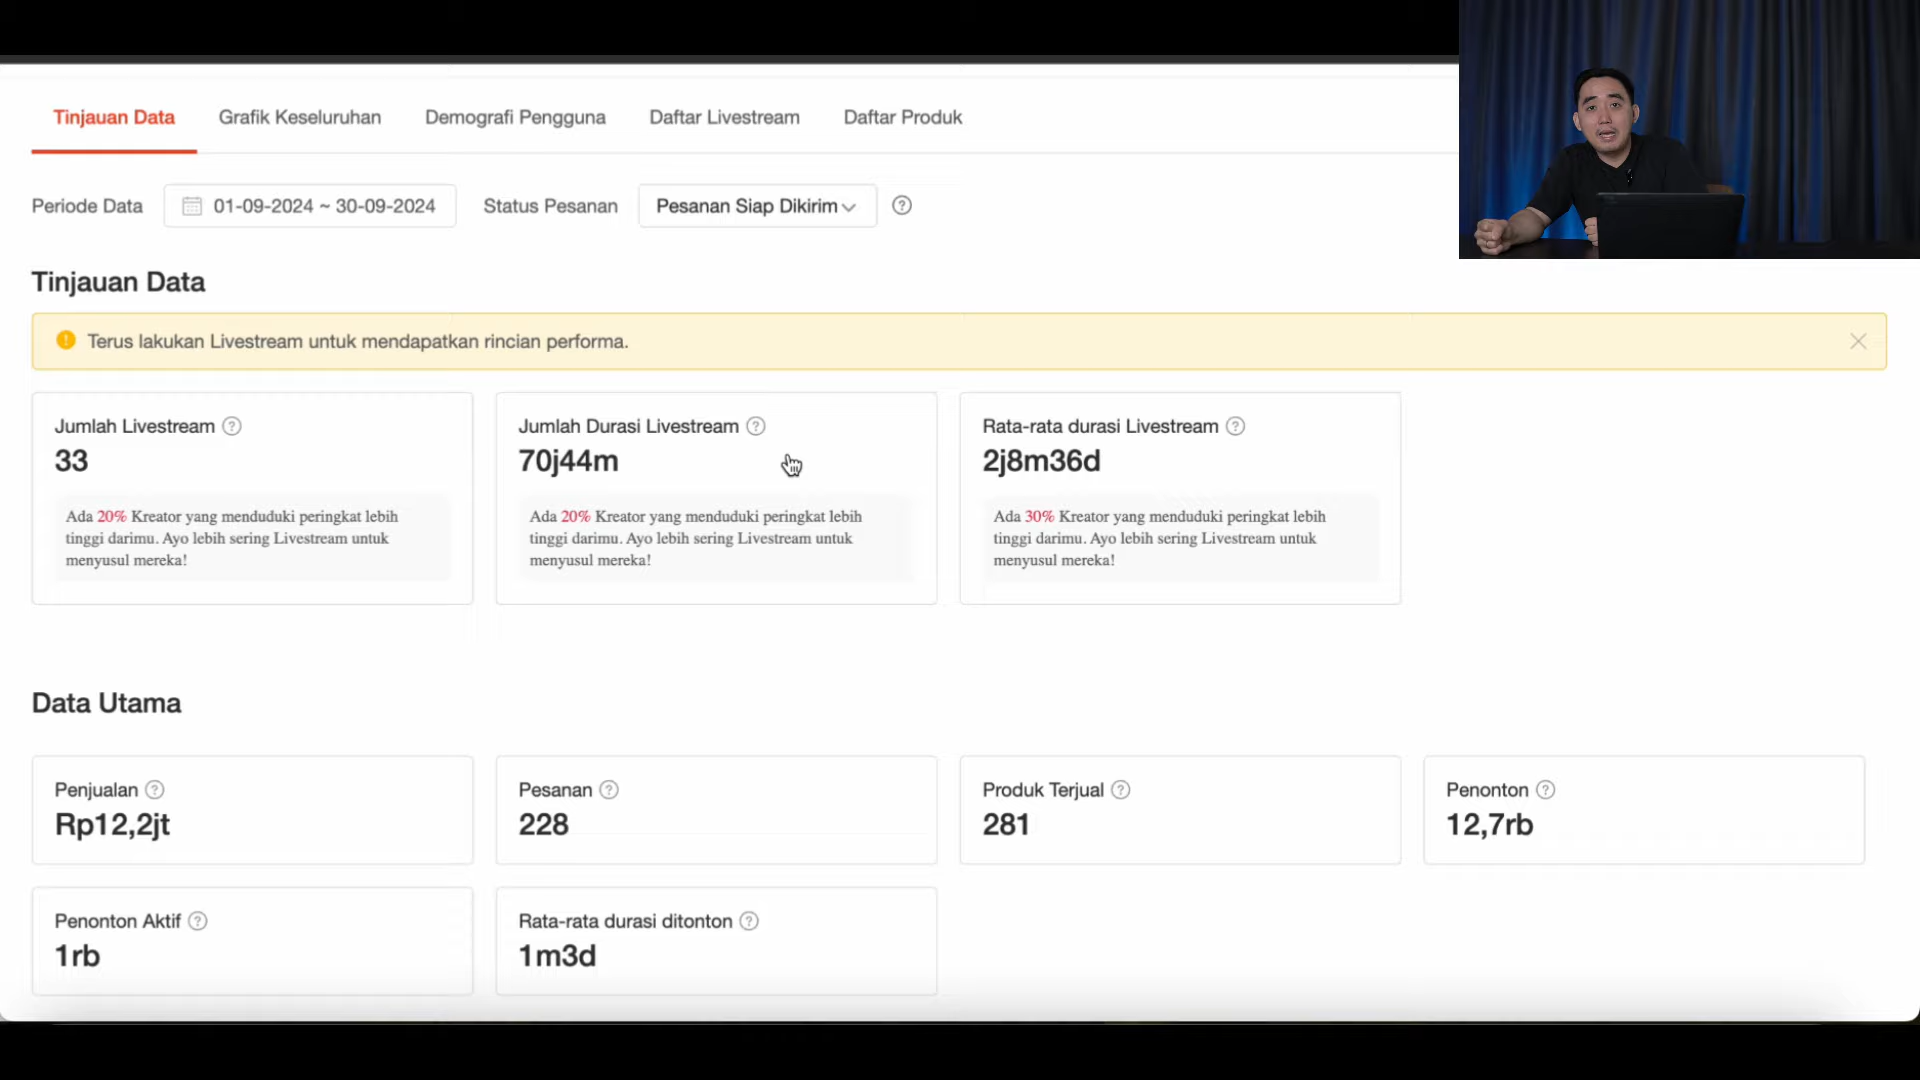 Tinjauan Data
Grafik Keseluruhan
Demografi Pengguna
Daftar Livestream
Daftar Produk
Periode Data
01-09-2024 ~ 30-09-2024
Status Pesanan
Pesanan Siap Dikirim
Tinjauan Data
Terus lakukan Livestream untuk mendapatkan rincian performa.
Jumlah Livestream
33
Ada 20% Kreator yang menduduki peringkat lebih
tinggi darimu. Ayo lebih sering Livestream untuk
menyusul mereka!
Jumlah Durasi Livestream
70j44m
Ada 20% Kreator yang menduduki peringkat lebih
tinggi darimu. Ayo lebih sering Livestream untuk
menyusul mereka!
Rata-rata durasi Livestream
2j8m36d
Ada 30% Kreator yang menduduki peringkat lebih
tinggi darimu. Ayo lebih sering Livestream untuk
menyusul mereka!
Data Utama
Penjualan
Rp12,2jt
Pesanan
228
Produk Terjual
281
Penonton
12,7rb
Penonton Aktif
1rb
Rata-rata durasi ditonton
1m3d